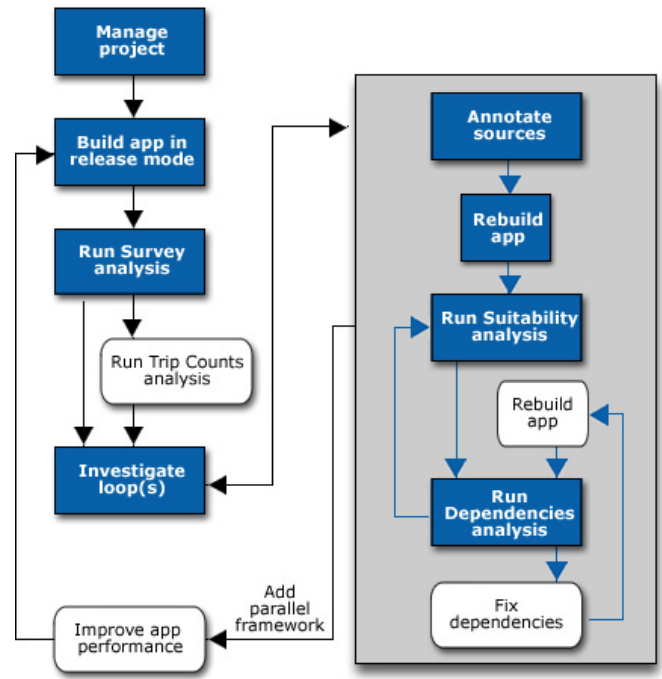 Manage
project
Build app in
release mode
Run Survey
analysis
Run Trip Counts
analysis
Investigate
loop(s)
Improve app
performance
Add
parallel
framework
Annotate
sources
Rebuild
app
Run Suitability
analysis
Rebuild
app
Run
Dependencies
analysis
Fix
dependencies